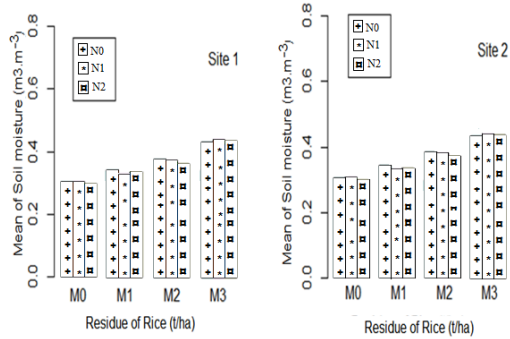 Mean of Soil moisture (m3.m⁻³)
0.0 0.2 0.4 0.6 0.8
N0
N1
N2
Site 1
M0 M1 M2 M3
Residue of Rice (t/ha)
Mean of Soil moisture (m3.m⁻³)
0.0 0.2 0.4 0.6 0.8
N0
N1
N2
Site 2
M0 M1 M2 M3
Residue of Rice (t/ha)